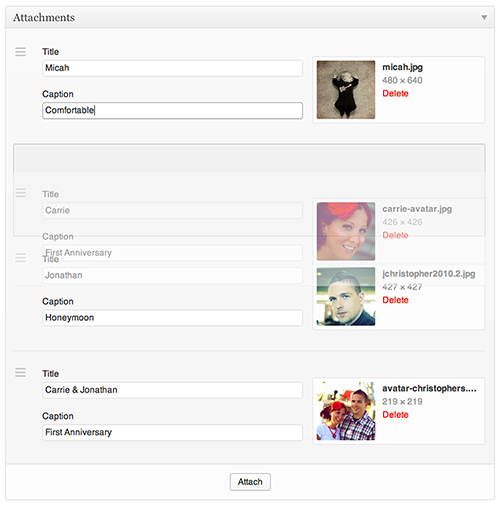 Attachments
Title
Micah
micah.jpg
480 × 640
Delete
Caption
Comfortable
Title
Carrie
carrie-avatar.jpg
426 × 426
Delete
Caption
First Anniversary
Title
Jonathan
jchristopher2010.2.jpg
427 × 427
Delete
Caption
Honeymoon
Title
Carrie & Jonathan
avatar-christophers....
219 × 219
Delete
Caption
First Anniversary
Attach